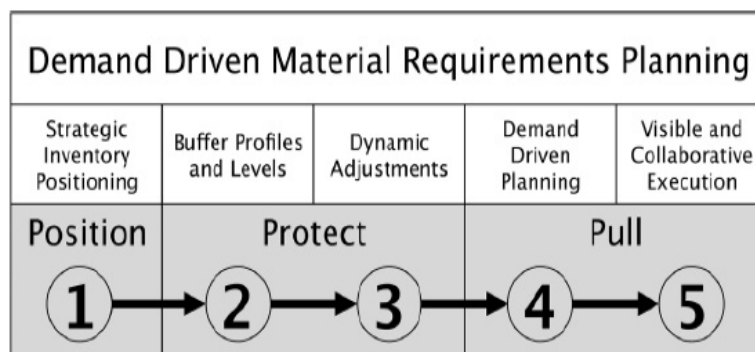 Demand Driven Material Requirements Planning
Strategic
Inventory
Positioning
Buffer Profiles
and Levels
Dynamic
Adjustments
Demand
Driven
Planning
Visible and
Collaborative
Execution
Position
Protect
Pull
1
2
3
4
5